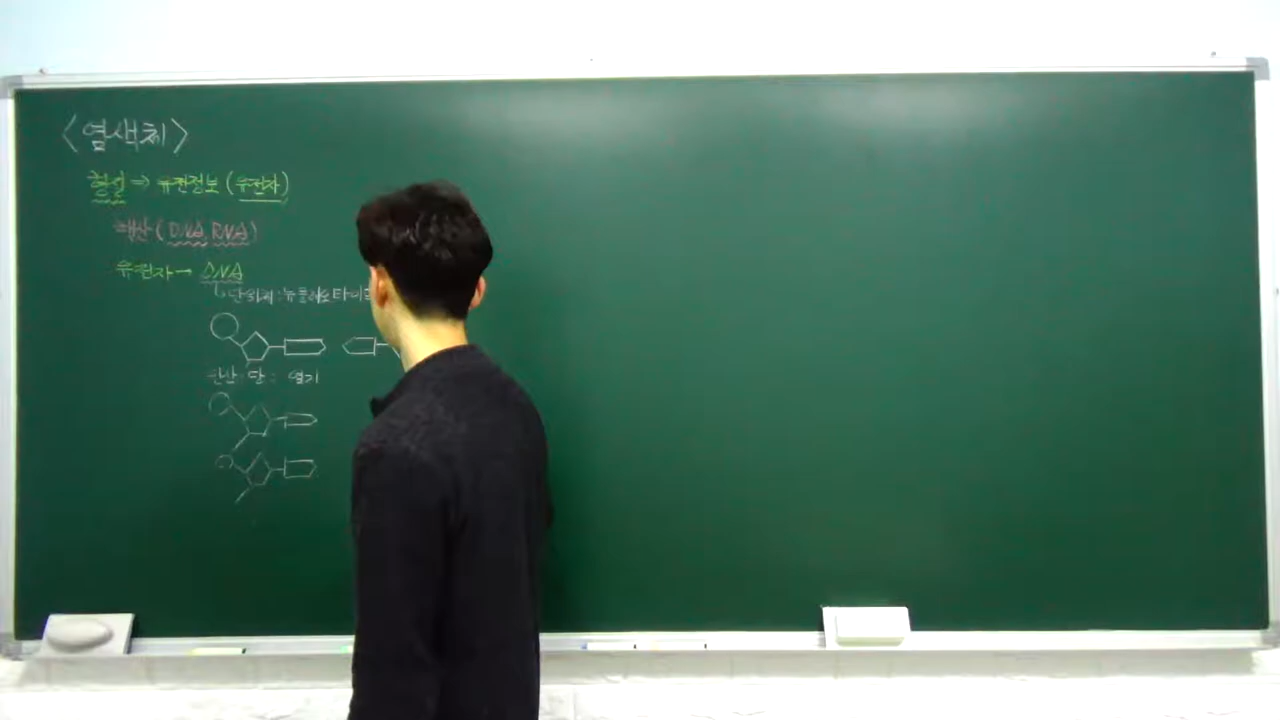 <염색체>
형질 ⇒ 유전정보 (유전자)
핵산 (DNA, RNA)
유전자 → DNA
단위체 : 뉴클레오타이
인산 : 당 : 염기